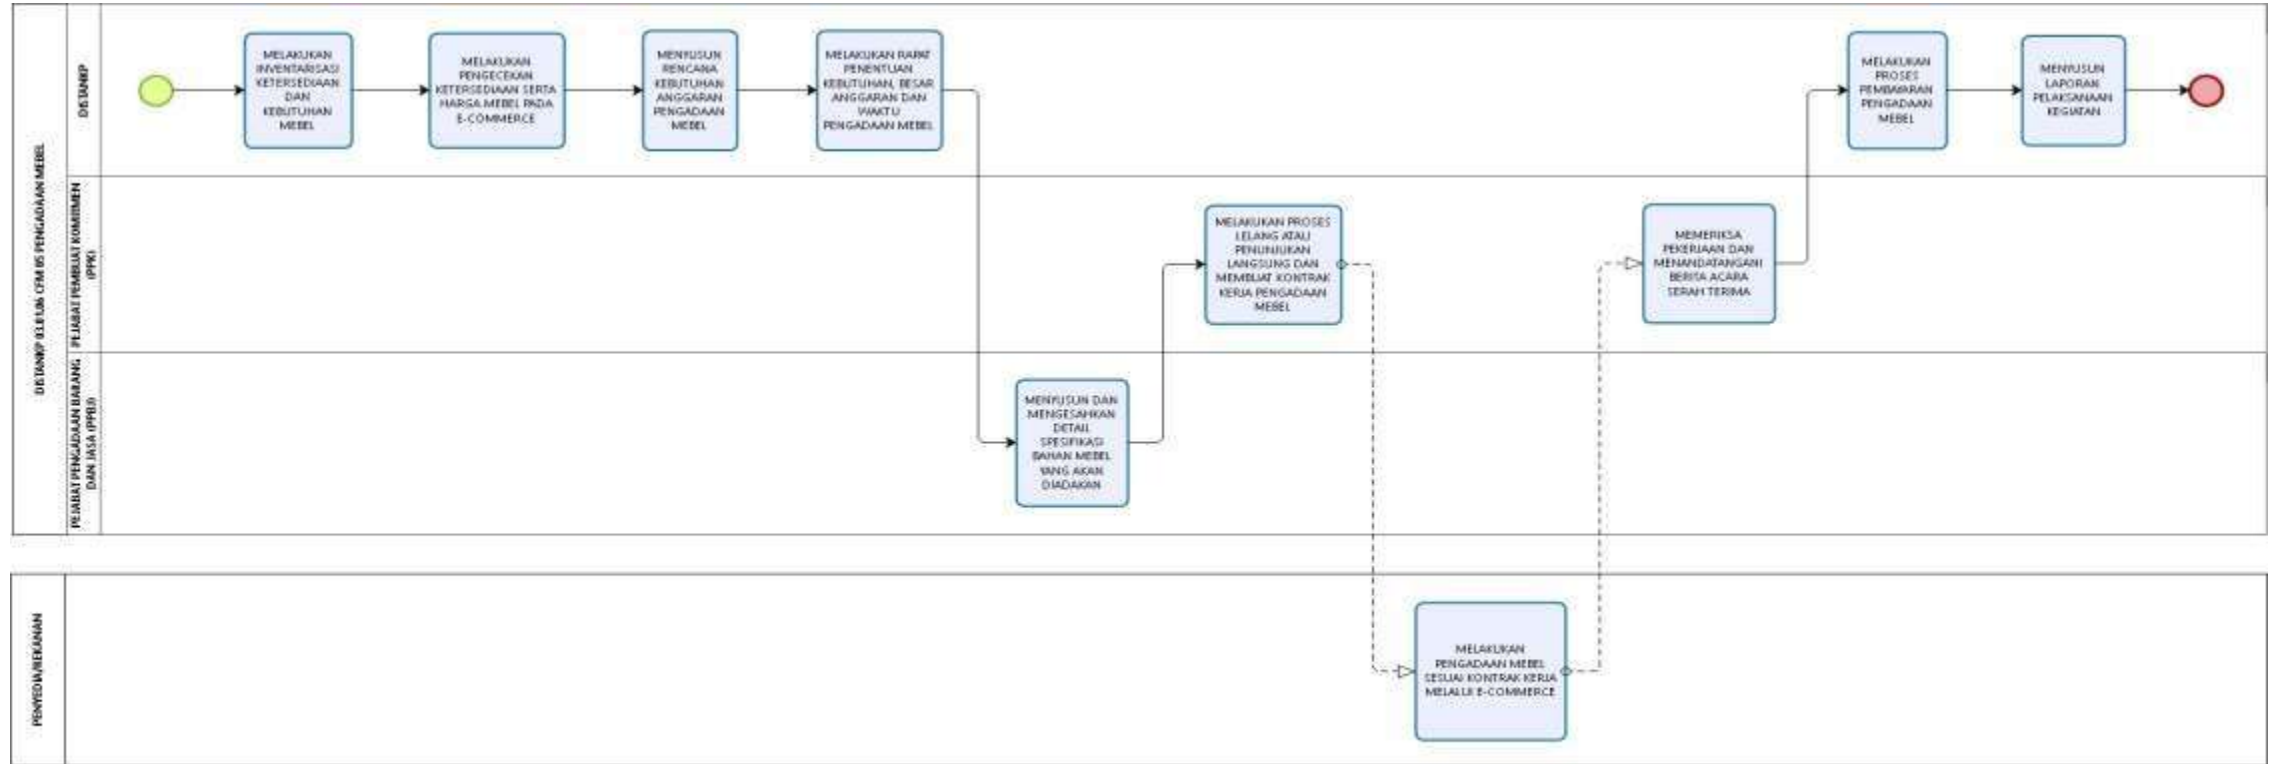 DISTANKP 03.01.06 CFM 05 PENGADAAN MEBEL
DISTANKP
MELAKUKAN
INVENTARISASI
KETERSEDIAAN
DAN
KEBUTUHAN
MEBEL
MELAKUKAN
PENGECEKAN
KETERSEDIAAN SERTA
HARGA MEBEL PADA
E-COMMERCE
MENYUSUN
RENCANA
KEBUTUHAN
ANGGARAN
PENGADAAN
MEBEL
MELAKUKAN RAPAT
PENENTUAN
KEBUTUHAN, BESAR
ANGGARAN DAN
WAKTU
PENGADAAN MEBEL
MELAKUKAN
PROSES
PEMBAYARAN
PENGADAAN
MEBEL
MENYUSUN
LAPORAN
PELAKSANAAN
KEGIATAN
PEJABAT PEMBUAT KOMITMEN
(PPK)
MELAKUKAN PROSES
LELANG ATAU
PENUNJUKAN
LANGSUNG DAN
MEMBUAT KONTRAK
KERJA PENGADAAN
MEBEL
MEMERIKSA
PEKERJAAN DAN
MENANDATANGANI
BERITA ACARA
SERAH TERIMA
PEJABAT PENGADAAN BARANG
DAN JASA (PPBJ)
MENYUSUN DAN
MENGESAHKAN
DETAIL
SPESIFIKASI
BAHAN MEBEL
YANG AKAN
DIADAKAN
PENYEDIA/REKANAN
MELAKUKAN
PENGADAAN MEBEL
SESUAI KONTRAK KERJA
MELALUI E-COMMERCE